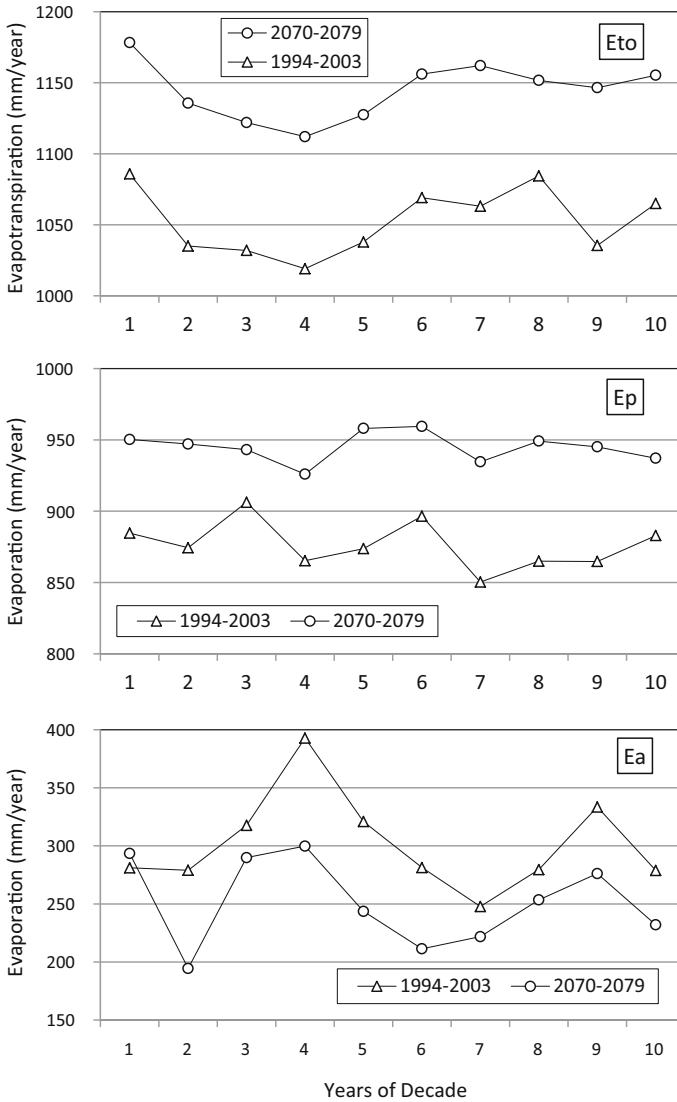 Evapotranspiration (mm/year)
1200
1150
1100
1050
1000
2070-2079
1994-2003
Eto
1 2 3 4 5 6 7 8 9 10
Evaporation (mm/year)
1000
950
900
850
800
Ep
1994-2003 2070-2079
1 2 3 4 5 6 7 8 9 10
Evaporation (mm/year)
400
350
300
250
200
150
Ea
1994-2003 2070-2079
1 2 3 4 5 6 7 8 9 10
Years of Decade